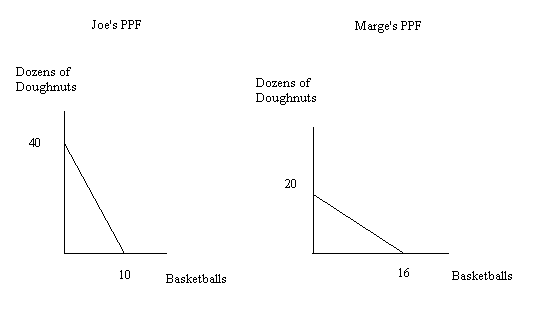 Joe's PPF
Dozens of
Doughnuts
40
10
Basketballs
Marge's PPF
Dozens of
Doughnuts
20
16
Basketballs